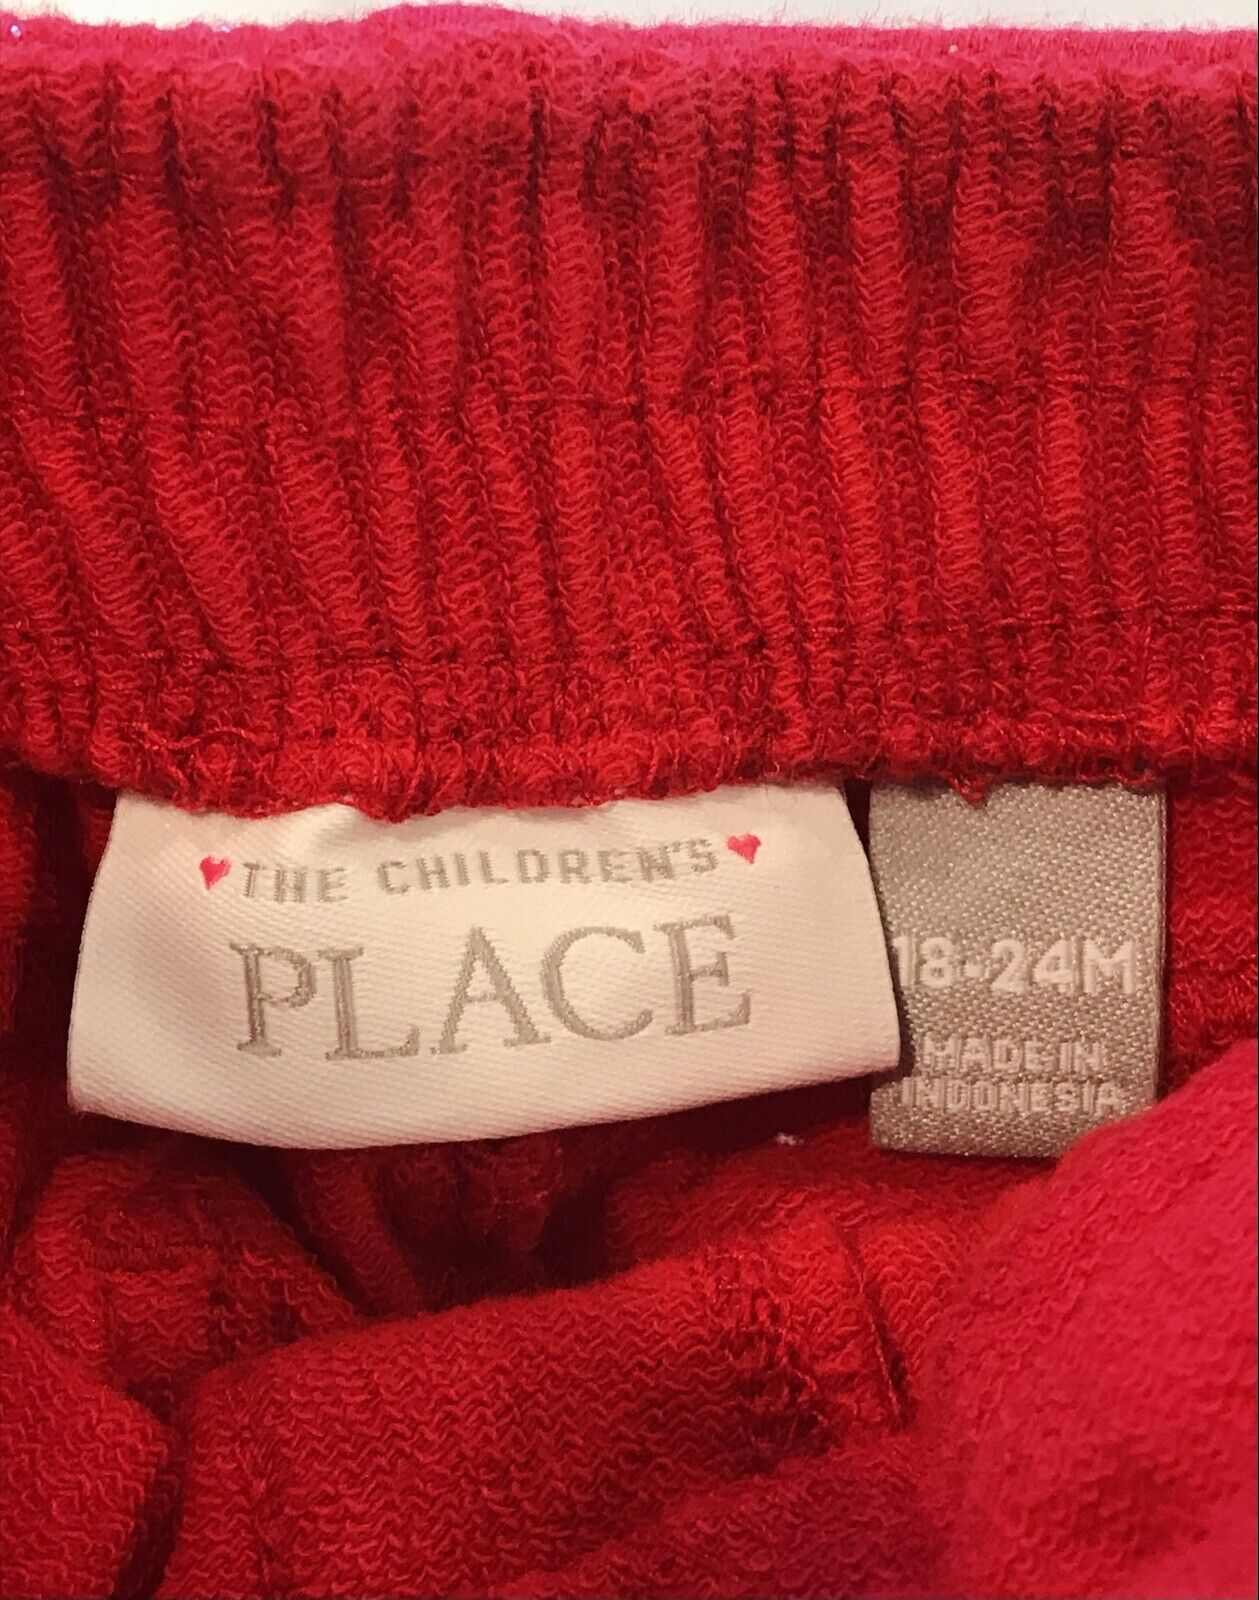 THE CHILDREN'S
PLACE
18-24M
MADE IN
INDONESIA